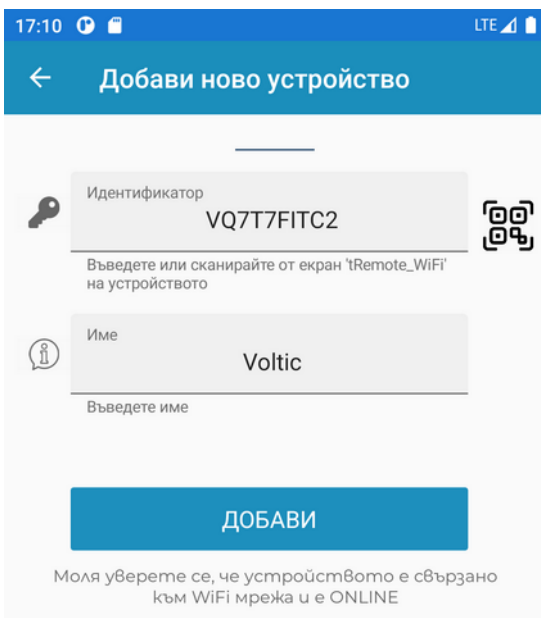 17:10
LTE
Добави ново устройство
Идентификатор
VQ7T7FITC2
Въведете или сканирайте от екран 'tRemote_WiFi'
на устройството
Име
Voltic
Въведете име
ДОБАВИ
Моля уверете се, че устройството е свързано
към WiFi мрежа и е ONLINE